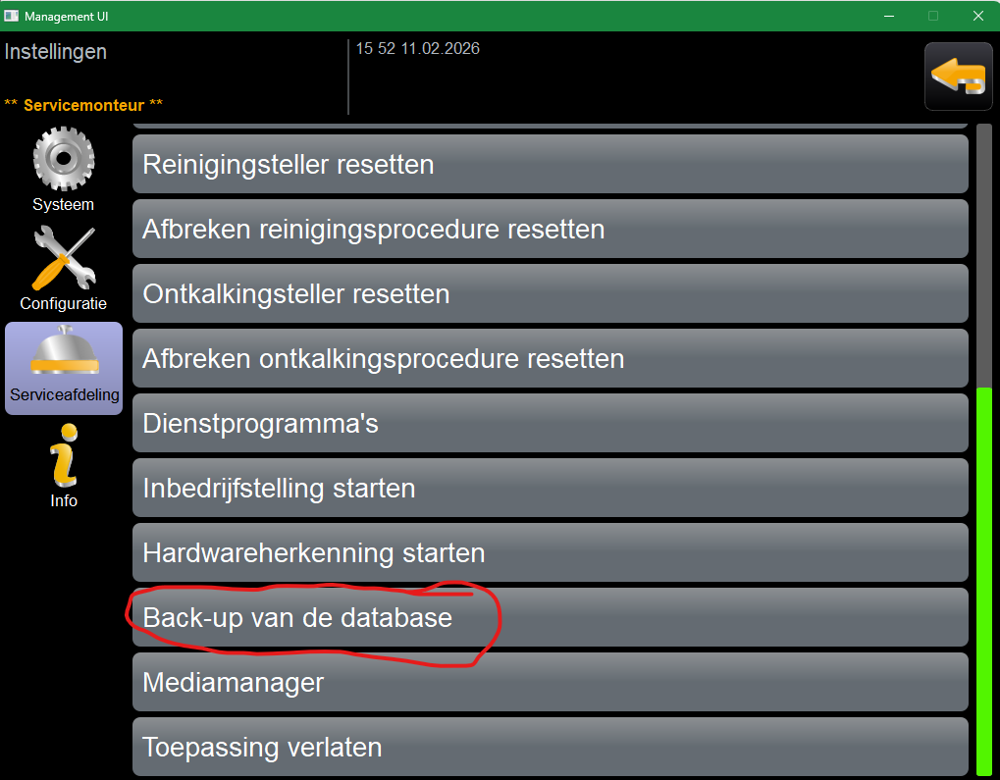 Management UI
Instellingen
15 52 11.02.2026
** Servicemonteur **
Systeem
Configuratie
Serviceafdeling
Info
Reinigingsteller resetten
Afbreken reinigingsprocedure resetten
Ontkalkingsteller resetten
Afbreken ontkalkingsprocedure resetten
Dienstprogramma's
Inbedrijfstelling starten
Hardwareherkenning starten
Back-up van de database
Mediamanager
Toepassing verlaten